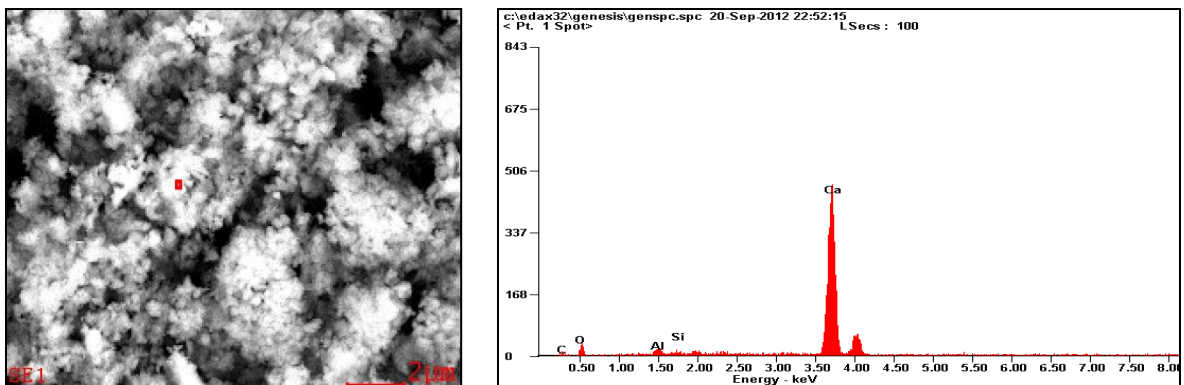 SE1
2µm
c:\edax32\genesis\genspc.spc 20-Sep-2012 22:52:15
< Pt. 1 Spot>
LSecs : 100
843
675
506
337
168
0
Ca
C
O
Al
Si
0.50 1.00 1.50 2.00 2.50 3.00 3.50 4.00 4.50 5.00 5.50 6.00 6.50 7.00 7.50 8.0
Energy - keV